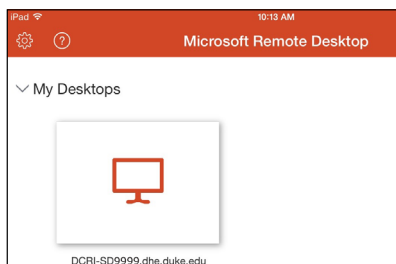 iPad 10:13 AM
?
Microsoft Remote Desktop
My Desktops
DCRI-SD9999.dhe.duke.edu